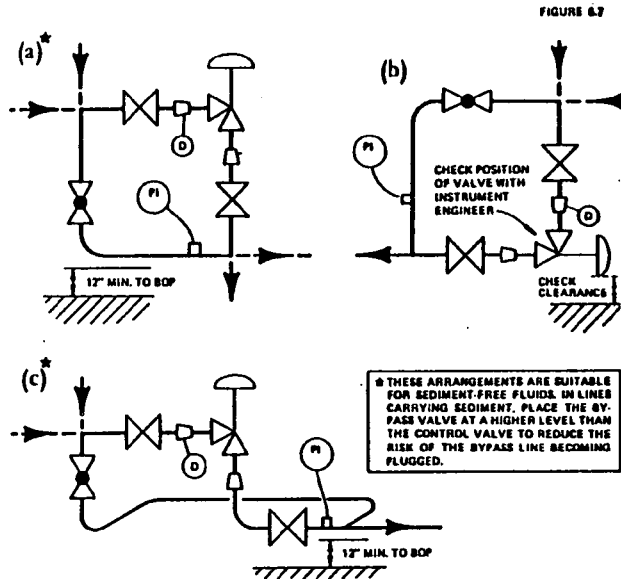 FIGURE 6.7
(a)*
(b)
D
PI
PI
CHECK POSITION
OF VALVE WITH
INSTRUMENT
ENGINEER
D
12" MIN. TO BOP
CHECK
CLEARANCE
(c)*
D
PI
12" MIN. TO BOP
* THESE ARRANGEMENTS ARE SUITABLE
FOR SEDIMENT-FREE FLUIDS. IN LINES
CARRYING SEDIMENT, PLACE THE BY-
PASS VALVE AT A HIGHER LEVEL THAN
THE CONTROL VALVE TO REDUCE THE
RISK OF THE BYPASS LINE BECOMING
PLUGGED.